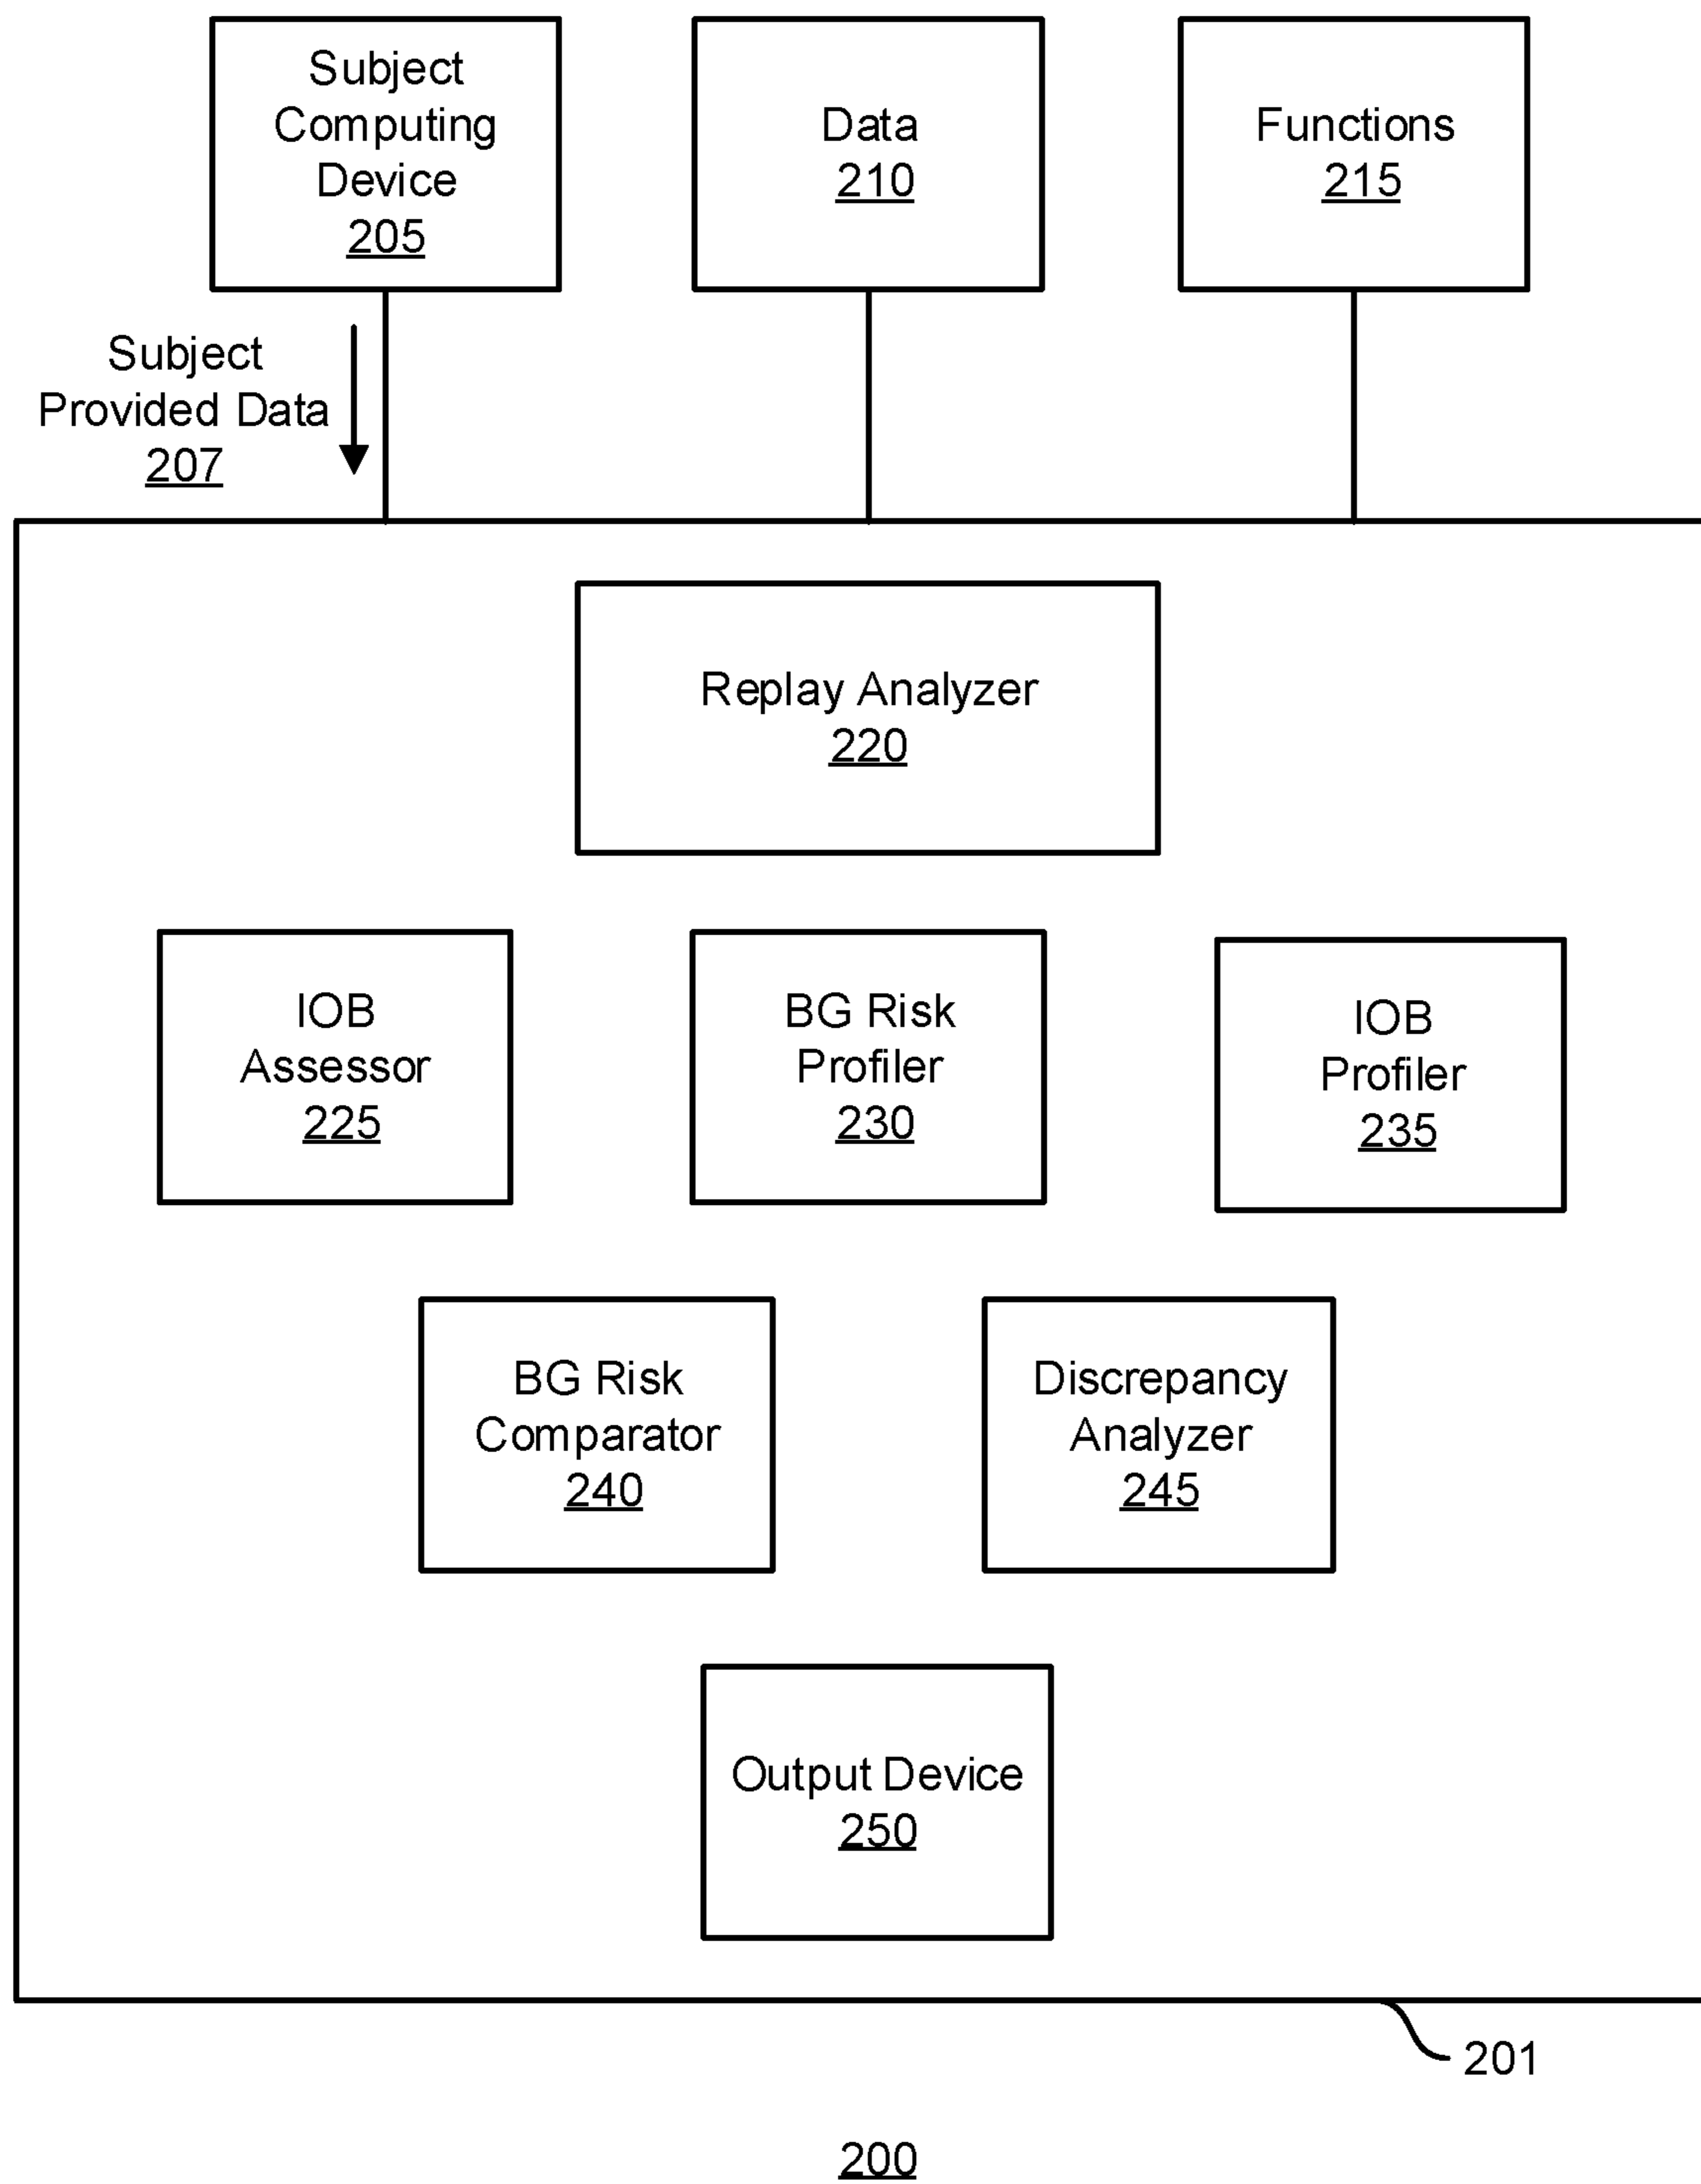 Subject
Computing
Device
205
Data
210
Functions
215
Subject
Provided Data
207
Replay Analyzer
220
IOB
Assessor
225
BG Risk
Profiler
230
IOB
Profiler
235
BG Risk
Comparator
240
Discrepancy
Analyzer
245
Output Device
250
201
200